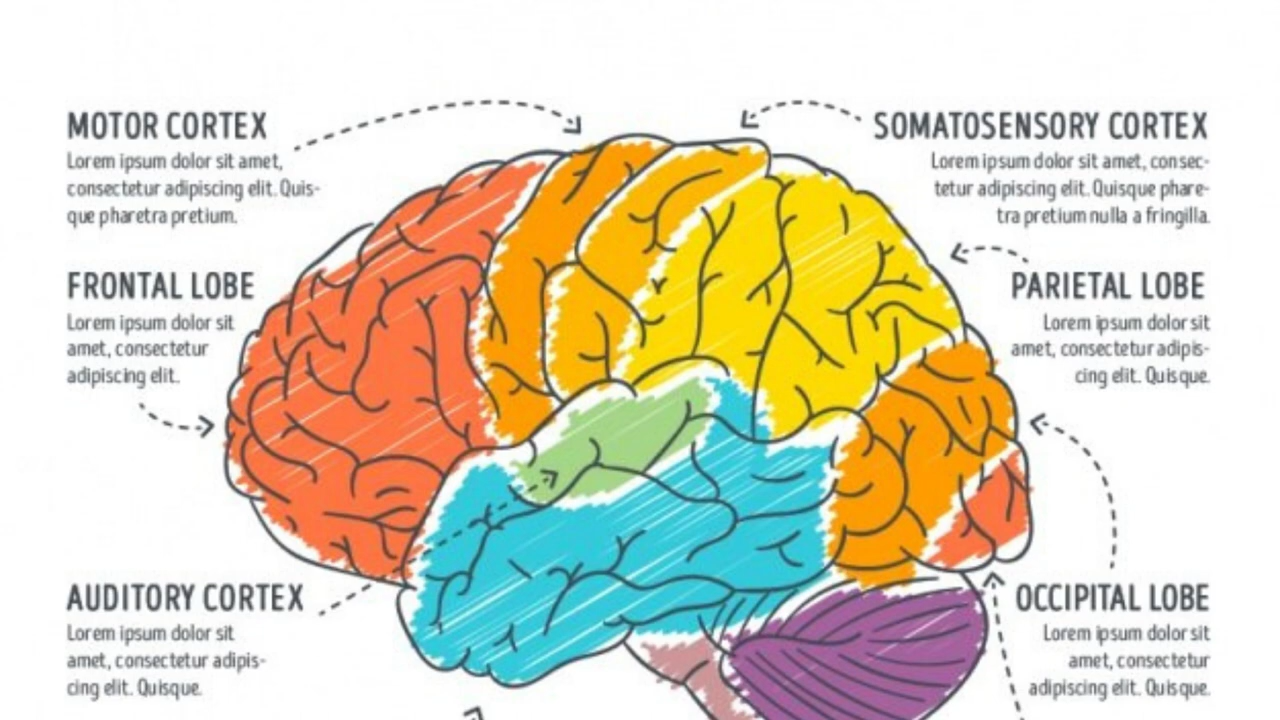 MOTOR CORTEX
Lorem ipsum dolor sit amet,
consectetur adipiscing elit. Quis-
que pharetra pretium.
SOMATOSENSORY CORTEX
Lorem ipsum dolor sit amet, consec-
tetur adipiscing elit. Quisque phare-
tra pretium nulla a fringilla.
FRONTAL LOBE
Lorem ipsum dolor sit
amet, consectetur
adipiscing elit.
PARIETAL LOBE
Lorem ipsum dolor sit
amet, consectetur adipis-
cing elit. Quisque.
AUDITORY CORTEX
Lorem ipsum dolor sit
amet, consectetur adipis-
cing elit. Quisque.
OCCIPITAL LOBE
Lorem ipsum dolor sit
amet, consectetur
adipiscing elit. Quisque.